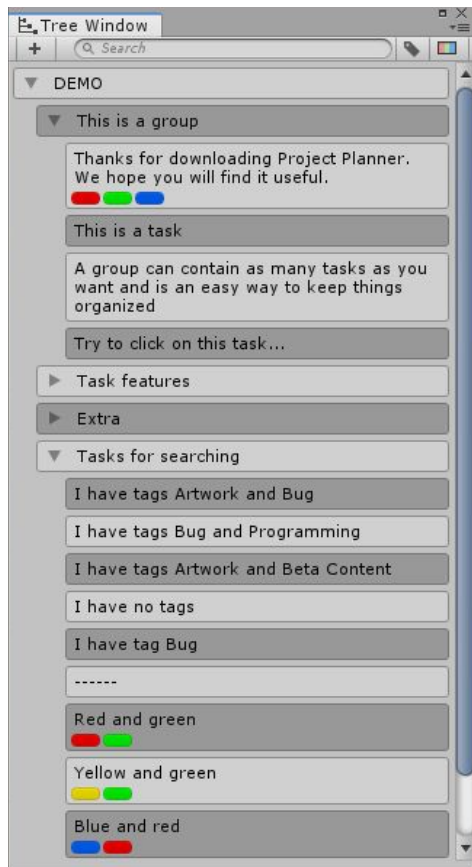 Tree Window
+
Search
DEMO
This is a group
Thanks for downloading Project Planner.
We hope you will find it useful.
This is a task
A group can contain as many tasks as you
want and is an easy way to keep things
organized
Try to click on this task...
Task features
Extra
Tasks for searching
I have tags Artwork and Bug
I have tags Bug and Programming
I have tags Artwork and Beta Content
I have no tags
I have tag Bug
------
Red and green
Yellow and green
Blue and red